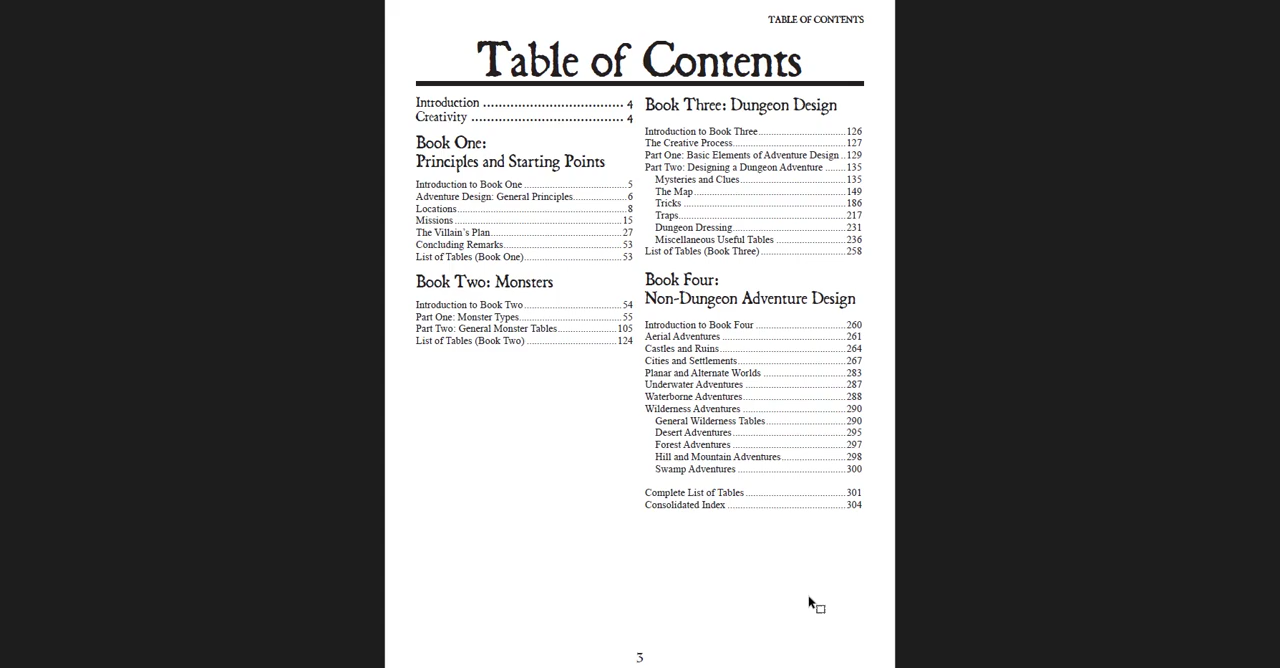 TABLE OF CONTENTS
Table of Contents
Introduction ................................... 4
Creativity ...................................... 4
Book One:
Principles and Starting Points
Introduction to Book One ....................................... 5
Adventure Design: General Principles..................... 6
Locations................................................................ 8
Missions ............................................................... 15
The Villain's Plan................................................... 27
Concluding Remarks............................................. 53
List of Tables (Book One)...................................... 53
Book Two: Monsters
Introduction to Book Two ..................................... 54
Part One: Monster Types....................................... 55
Part Two: General Monster Tables....................... 105
List of Tables (Book Two) ................................... 124
Book Three: Dungeon Design
Introduction to Book Three................................. 126
The Creative Process........................................... 127
Part One: Basic Elements of Adventure Design .. 129
Part Two: Designing a Dungeon Adventure ........ 135
Mysteries and Clues........................................ 135
The Map......................................................... 149
Tricks ............................................................. 186
Traps............................................................... 217
Dungeon Dressing........................................... 231
Miscellaneous Useful Tables .......................... 236
List of Tables (Book Three) ................................ 258
Book Four:
Non-Dungeon Adventure Design
Introduction to Book Four ................................... 260
Aerial Adventures ............................................... 261
Castles and Ruins................................................ 264
Cities and Settlements......................................... 267
Planar and Alternate Worlds ............................... 283
Underwater Adventures ....................................... 287
Waterborne Adventures....................................... 288
Wilderness Adventures ....................................... 290
General Wilderness Tables.............................. 290
Desert Adventures........................................... 295
Forest Adventures ........................................... 297
Hill and Mountain Adventures......................... 298
Swamp Adventures ......................................... 300
Complete List of Tables ...................................... 301
Consolidated Index ............................................. 304
3